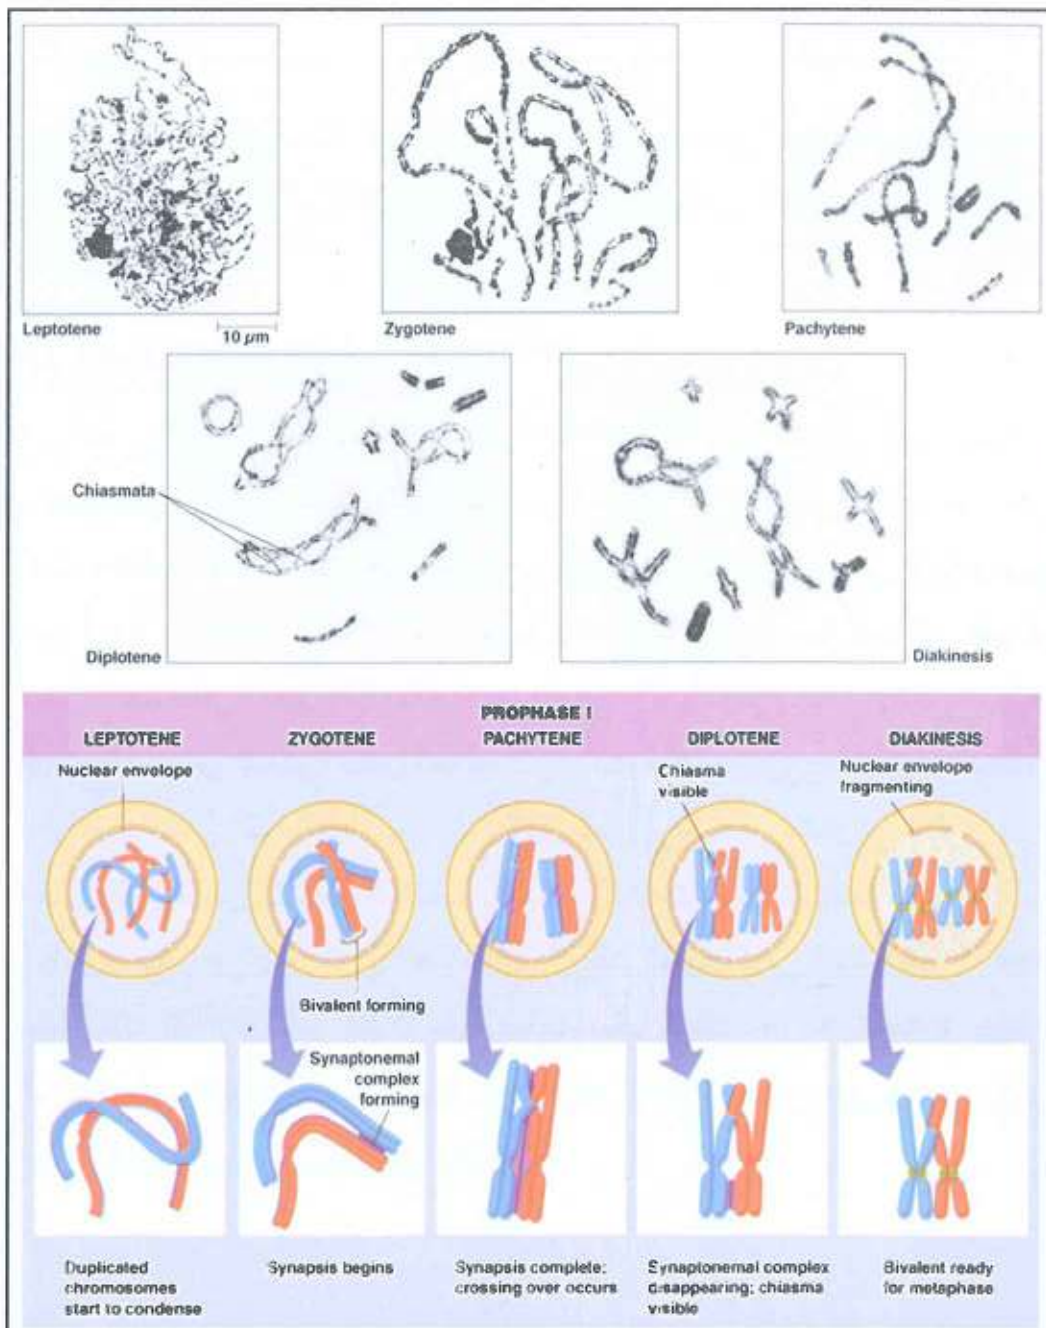 Leptotene
10 µm
Zygotene
Pachytene
Chiasmata
Diplotene
Diakinesis
PROPHASE I
LEPTOTENE
ZYGOTENE
PACHYTENE
DIPLOTENE
DIAKINESIS
Nuclear envelope
Chiasma
visible
Nuclear envelope
fragmenting
Bivalent forming
Synaptonemal
complex
forming
Duplicated
chromosomes
start to condense
Synapsis begins
Synapsis complete;
crossing over occurs
Synaptonemal complex
disappearing; chiasma
visible
Bivalent ready
for metaphase